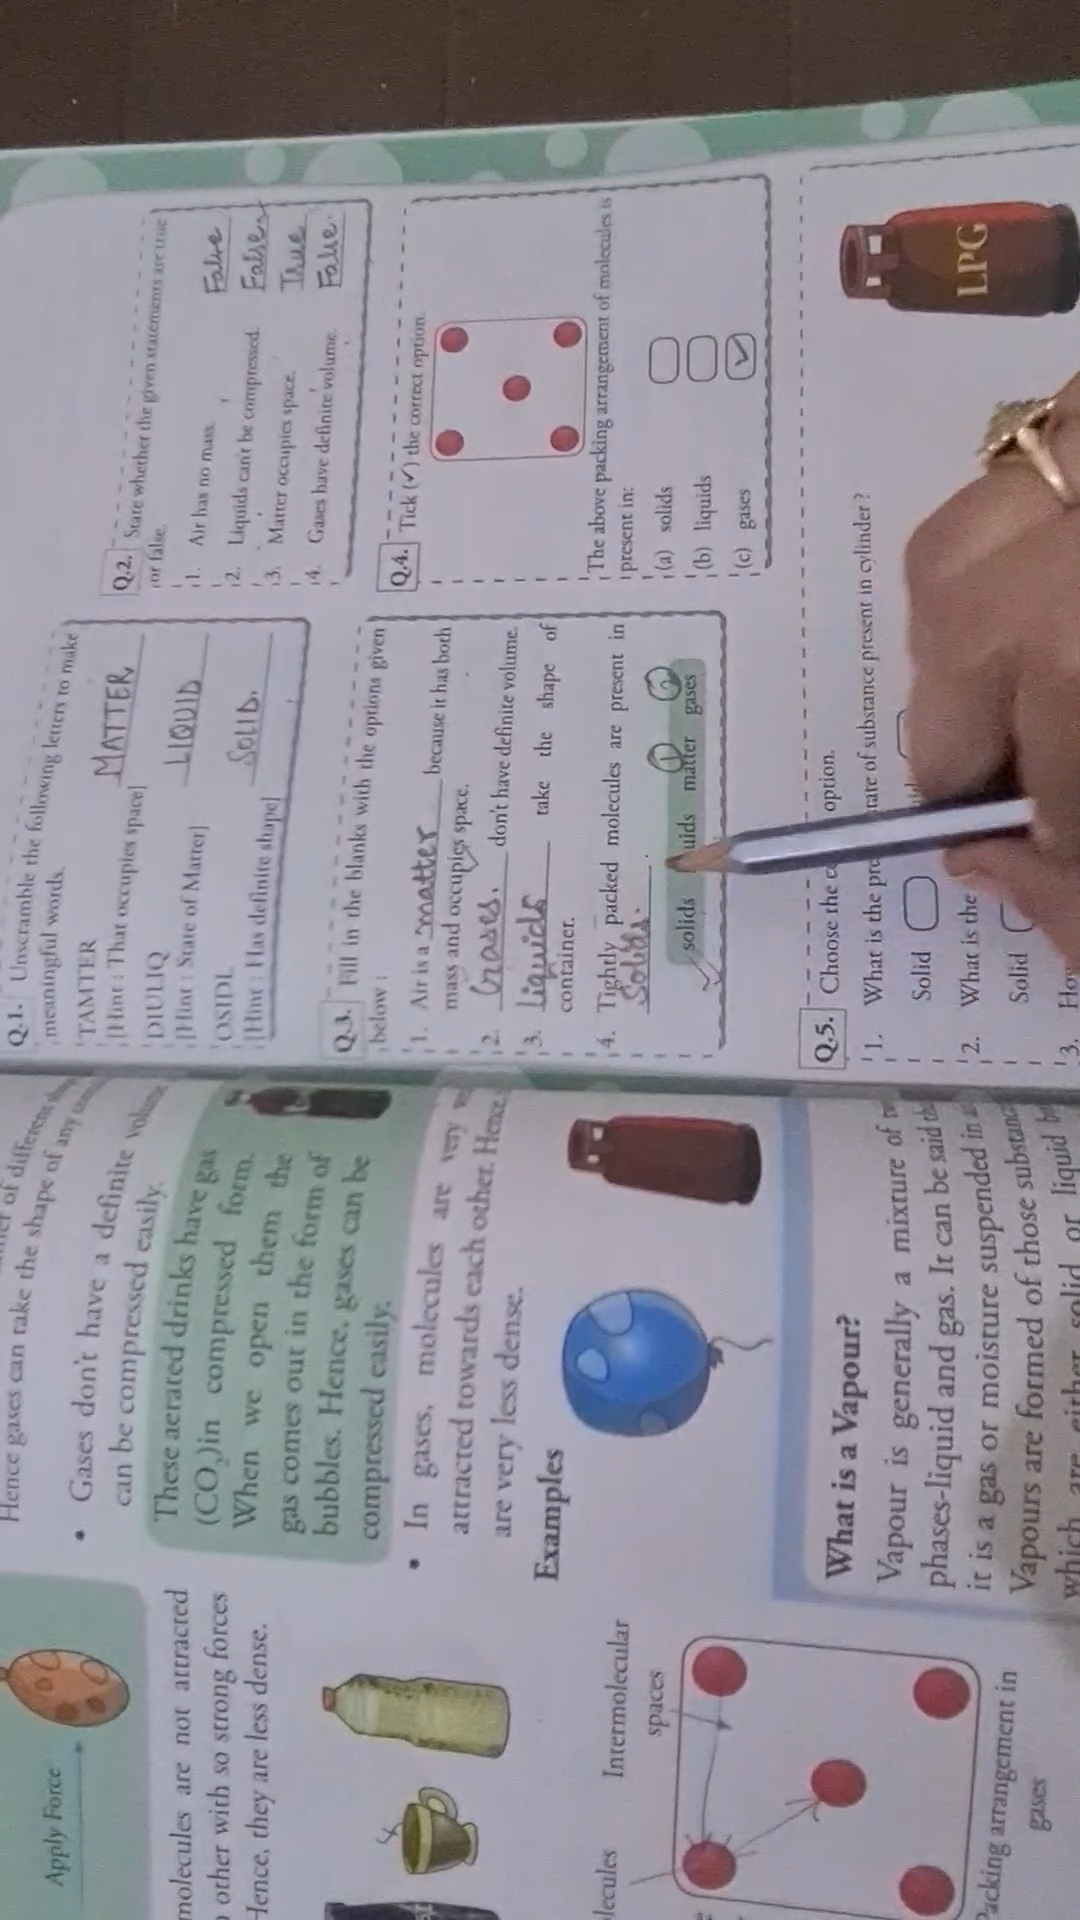 Hence gases can take the shape of any
Gases don't have a definite
can be compressed easily.
These aerated drinks have gas
(CO2)in compressed form.
When we open them the
gas comes out in the form of
bubbles. Hence, gases can be
compressed easily.
In gases, molecules are very
attracted towards each other. Hence,
are very less dense.
Examples
Apply Force
molecules are not attracted
other with so strong forces
Hence, they are less dense.
Intermolecular
spaces
Packing arrangement in
gases
What is a Vapour?
Vapour is generally a mixture of
phases-liquid and gas. It can be said
it is a gas or moisture suspended in
Vapours are formed of those
which are either solid or liquid
Q.1. Unscramble the following letters to make
meaningful words.
TAMTER MATTER
[Hint : That occupies space]
DIULIQ LIQUID
[Hint : State of Matter]
OSIDL SOLID.
[Hint : Has definite shape]
Q.2. State whether the given statements are true
or false.
1. Air has no mass. False
2. Liquids can't be compressed.
3. Matter occupies space. True
4. Gases have definite volume. False.
Q.3. Fill in the blanks with the options given
below :
1. Air is a matter because it has both
mass and occupies space.
2. Gases. don't have definite volume.
3. liquids take the shape of
container.
4. Tightly packed molecules are present in
Solids.
solids matter gases
Q.4. Tick (✓) the correct option.
The above packing arrangement of molecules is
present in:
(a) solids
(b) liquids
(c) gases ✓
Q.5. Choose the option.
1. What is the state of substance present in cylinder ?
Solid
2. What is the
Solid
3.
LPG